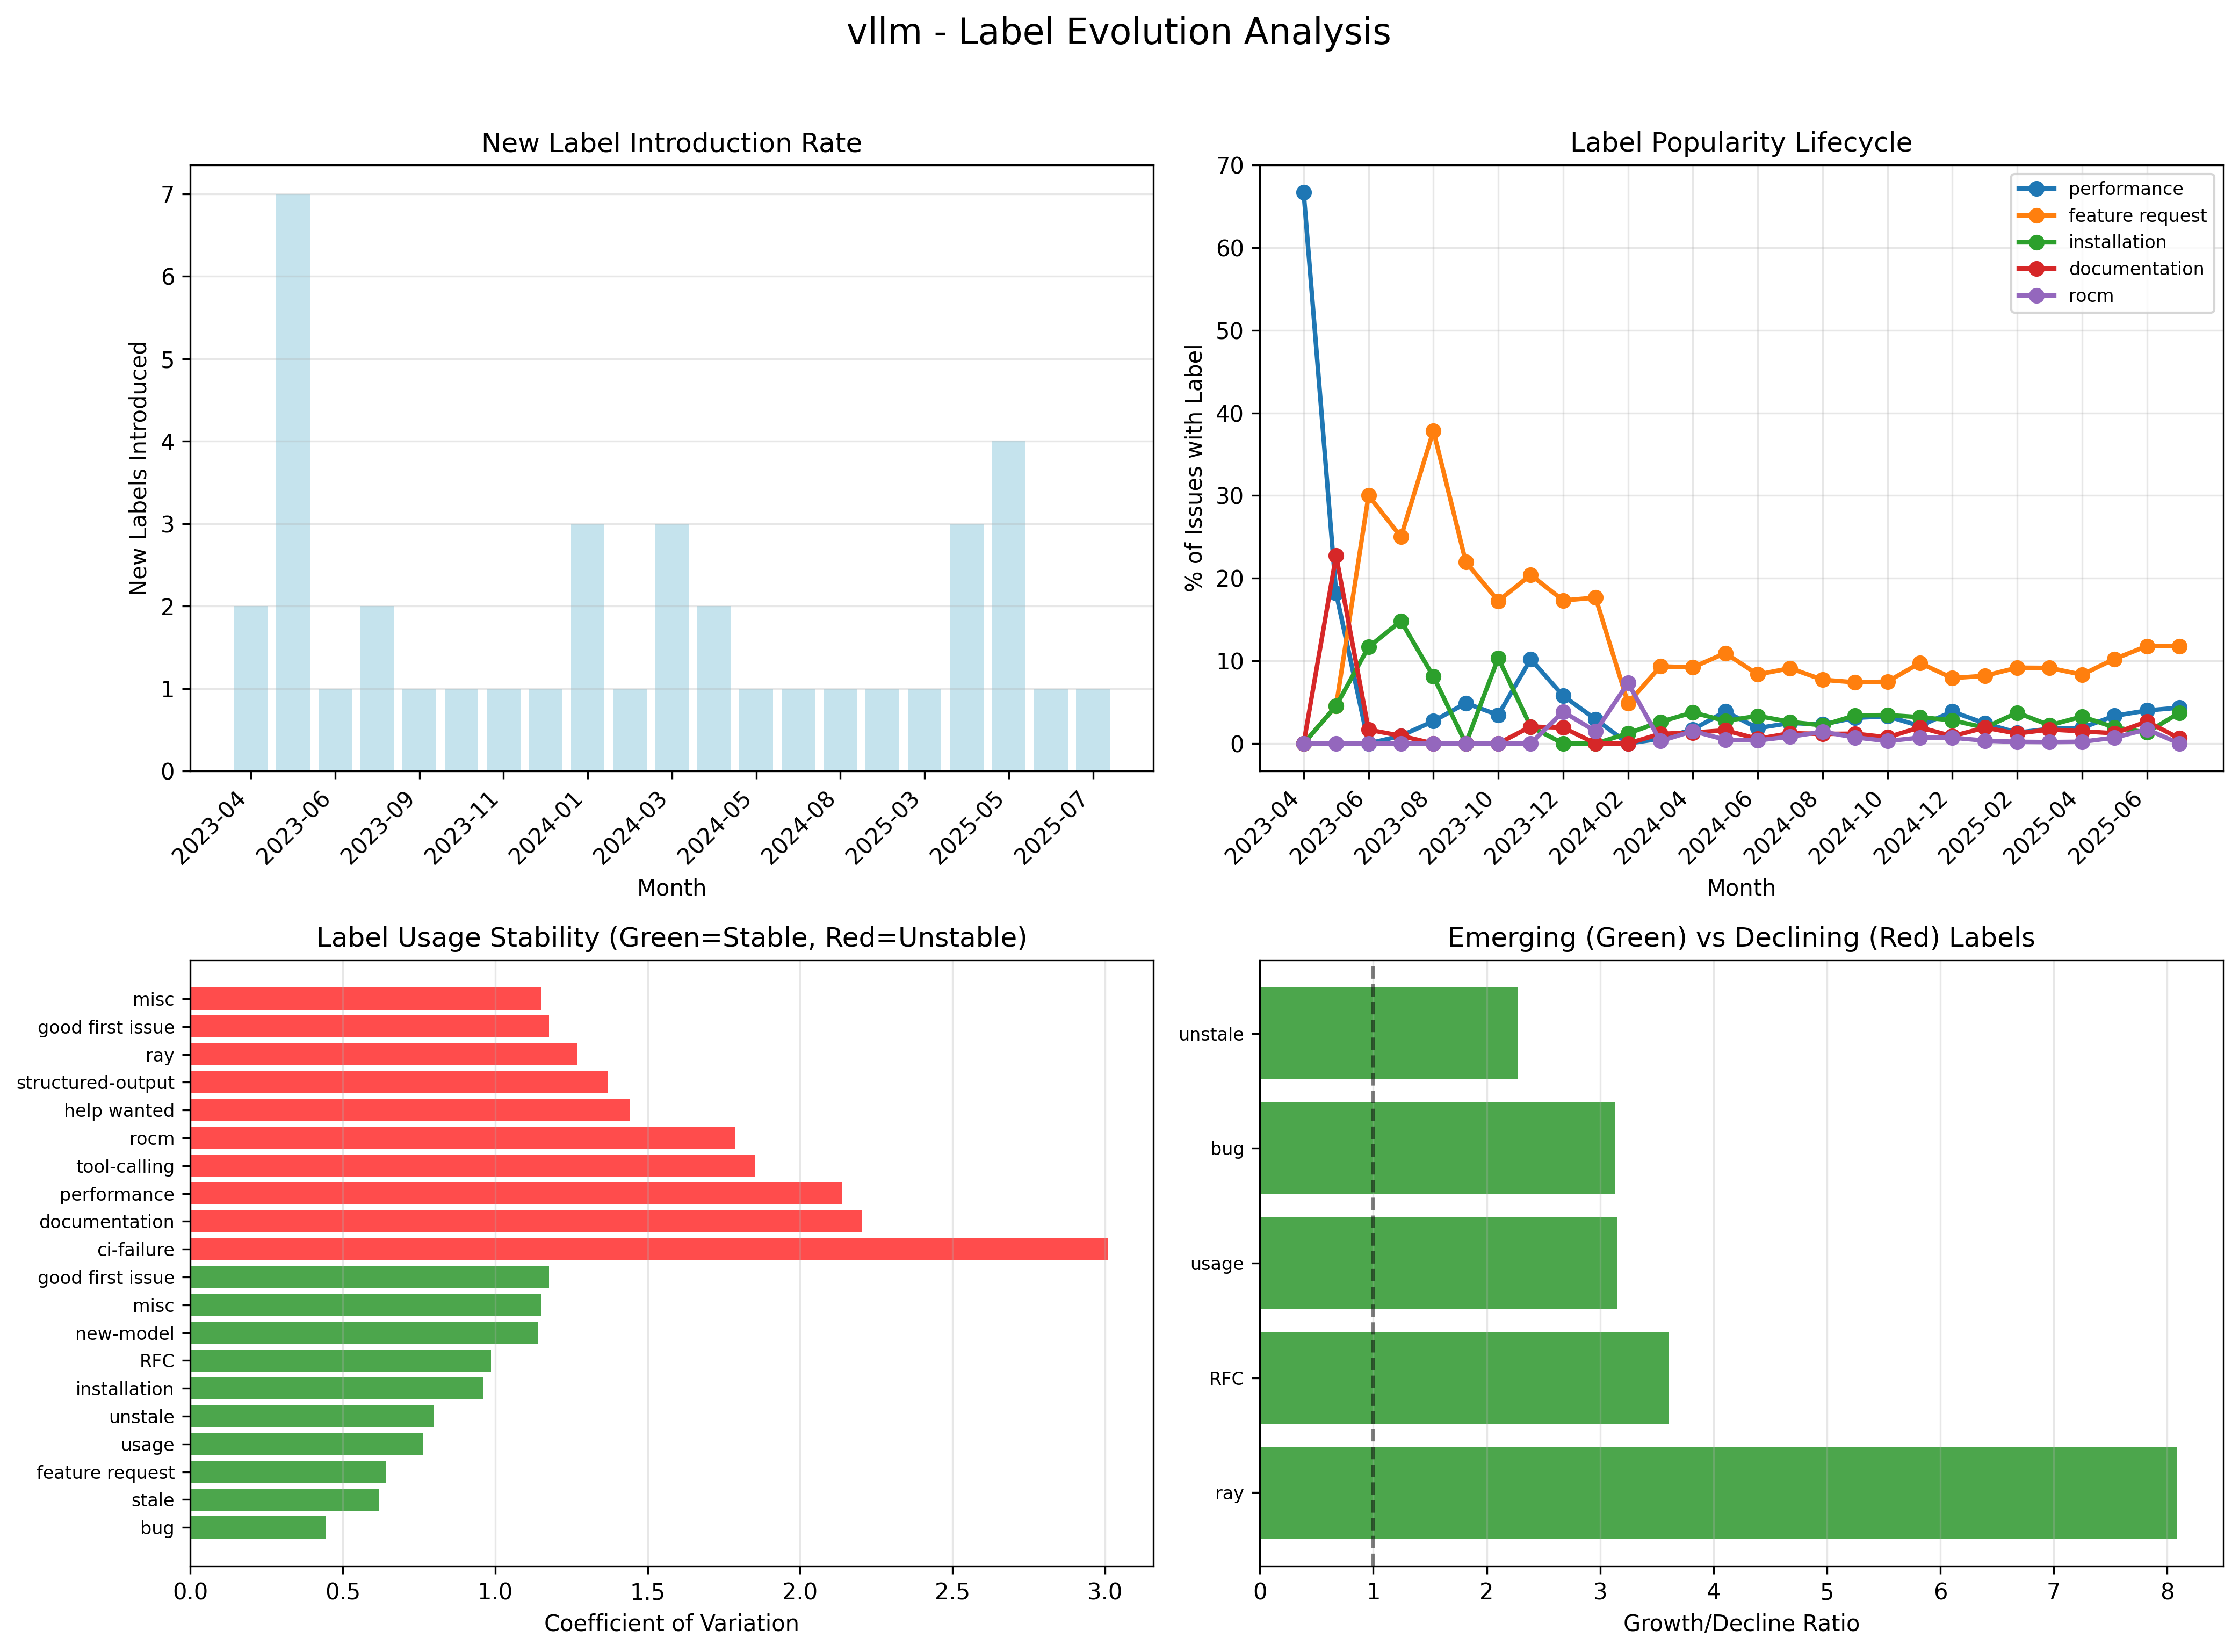 vllm - Label Evolution Analysis
New Label Introduction Rate
New Labels Introduced
7
6
5
4
3
2
1
0
2023-04
2023-06
2023-09
2023-11
2024-01
2024-03
2024-05
2024-08
2025-03
2025-05
2025-07
Month
Label Popularity Lifecycle
% of Issues with Label
70
60
50
40
30
20
10
0
performance
feature request
installation
documentation
rocm
2023-04
2023-06
2023-08
2023-10
2023-12
2024-02
2024-04
2024-06
2024-08
2024-10
2024-12
2025-02
2025-04
2025-06
Month
Label Usage Stability (Green=Stable, Red=Unstable)
misc
good first issue
ray
structured-output
help wanted
rocm
tool-calling
performance
documentation
ci-failure
good first issue
misc
new-model
RFC
installation
unstale
usage
feature request
stale
bug
0.0
0.5
1.0
1.5
2.0
2.5
3.0
Coefficient of Variation
Emerging (Green) vs Declining (Red) Labels
unstale
bug
usage
RFC
ray
0
1
2
3
4
5
6
7
8
Growth/Decline Ratio